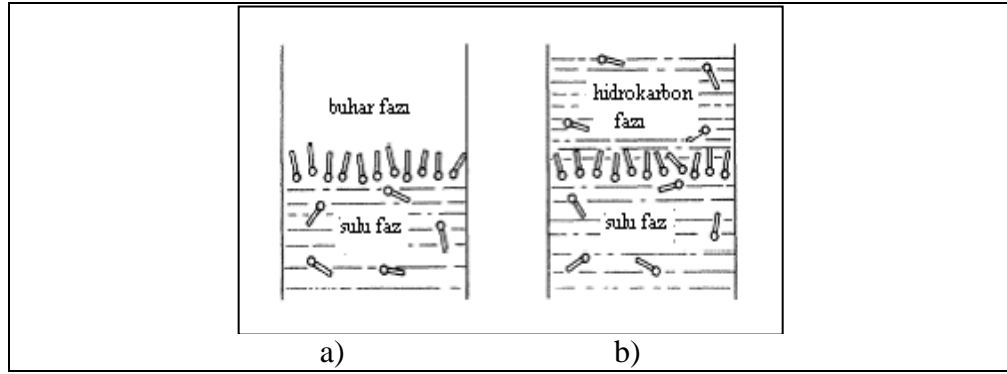 buhar fazı
sulu faz
hidrokarbon
fazı
sulu faz
a)
b)